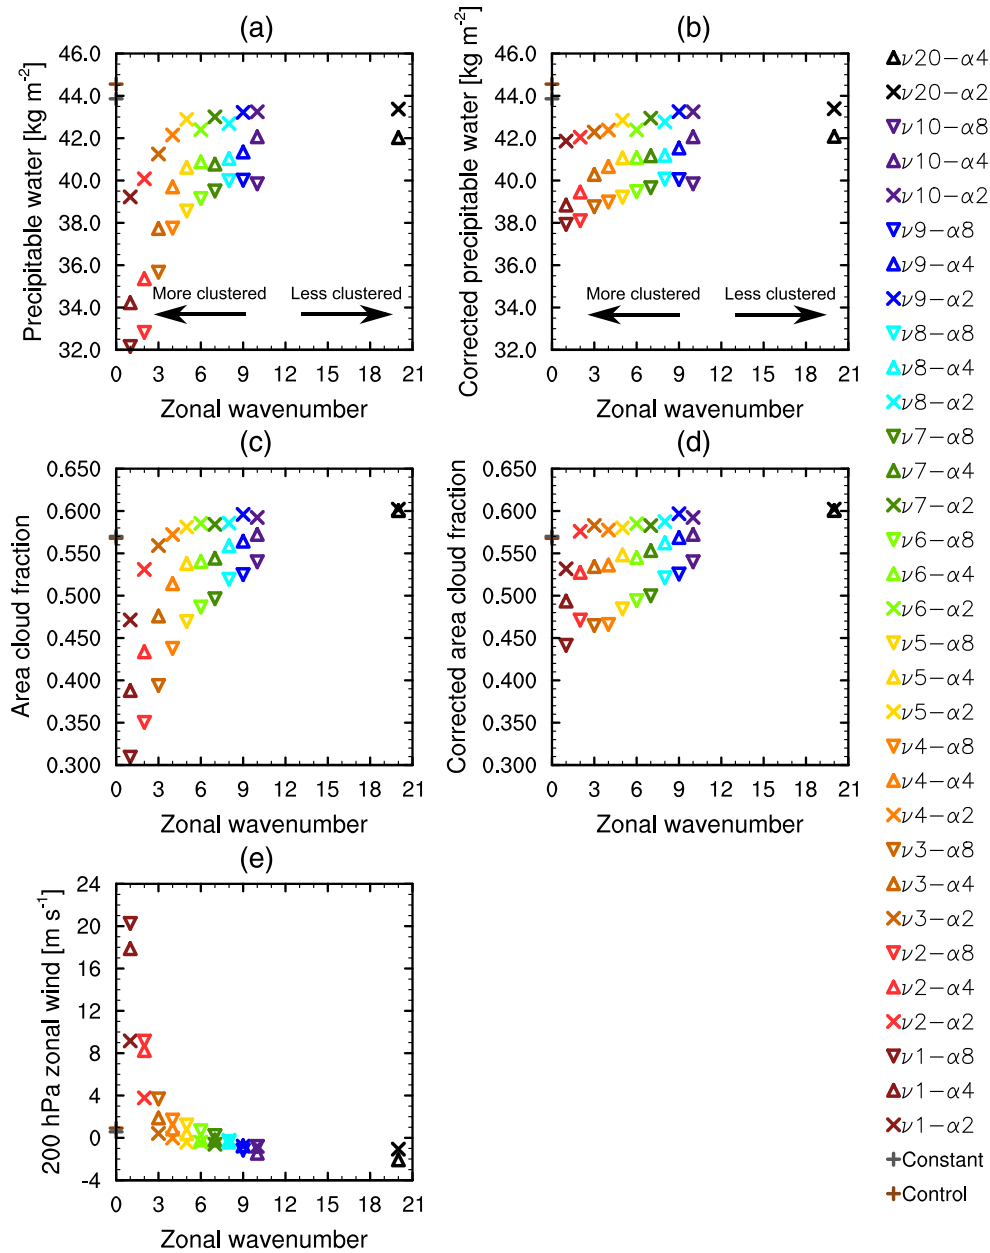 (a)
Precipitable water [kg m⁻²]
46.0
44.0
42.0
40.0
38.0
36.0
34.0
32.0
More clustered
Less clustered
0 3 6 9 12 15 18 21
Zonal wavenumber
(b)
Corrected precipitable water [kg m⁻²]
46.0
44.0
42.0
40.0
38.0
36.0
34.0
32.0
More clustered
Less clustered
0 3 6 9 12 15 18 21
Zonal wavenumber
(c)
Area cloud fraction
0.650
0.600
0.550
0.500
0.450
0.400
0.350
0.300
0 3 6 9 12 15 18 21
Zonal wavenumber
(d)
Corrected area cloud fraction
0.650
0.600
0.550
0.500
0.450
0.400
0.350
0.300
0 3 6 9 12 15 18 21
Zonal wavenumber
(e)
200 hPa zonal wind [m s⁻¹]
24
20
16
12
8
4
0
−4
0 3 6 9 12 15 18 21
Zonal wavenumber
ν20−α4
ν20−α2
ν10−α8
ν10−α4
ν10−α2
ν9−α8
ν9−α4
ν9−α2
ν8−α8
ν8−α4
ν8−α2
ν7−α8
ν7−α4
ν7−α2
ν6−α8
ν6−α4
ν6−α2
ν5−α8
ν5−α4
ν5−α2
ν4−α8
ν4−α4
ν4−α2
ν3−α8
ν3−α4
ν3−α2
ν2−α8
ν2−α4
ν2−α2
ν1−α8
ν1−α4
ν1−α2
Constant
Control